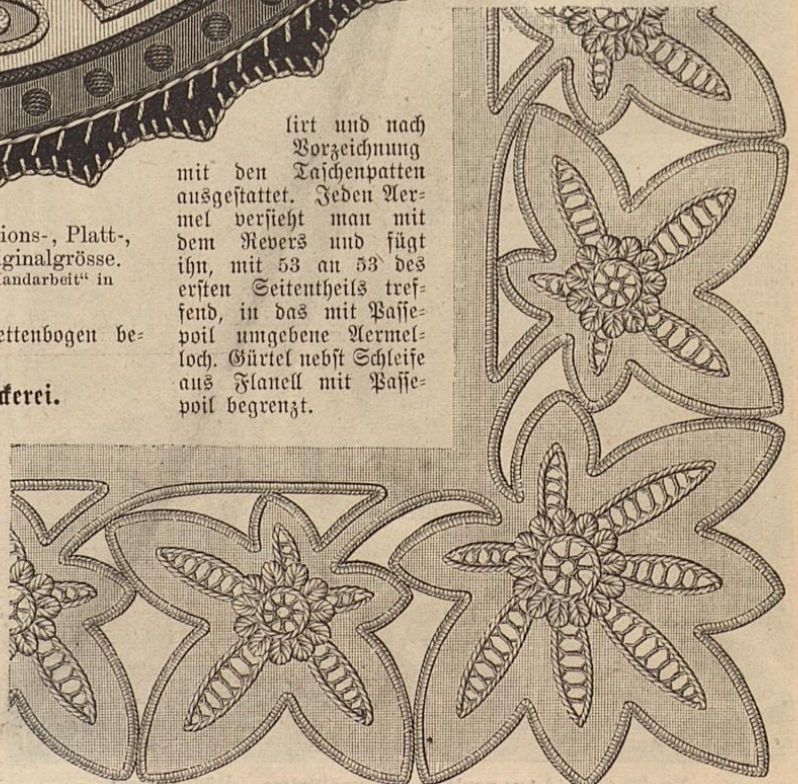 ions-, Platt-,
ginalgrösse.
andarbeit“ in
ettenbogen be=
ckerei.
lirt und nach
Vorzeichnung
mit den Taschenpatten
ausgestattet. Jeden Aer=
mel versieht man mit
dem Revers und fügt
ihn, mit 53 an 53 des
ersten Seitentheils tref=
fend, in das mit Passe=
poil umgebene Aermel=
loch. Gürtel nebst Schleife
aus Flanell mit Passe=
poil begrenzt.